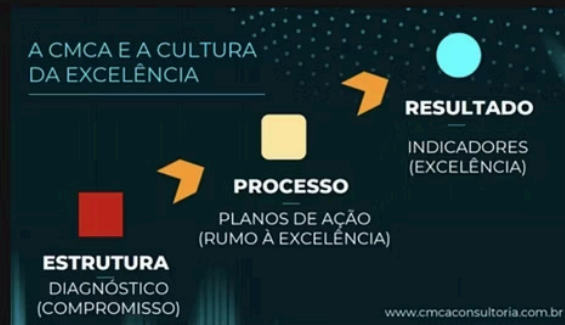 A CMCA E A CULTURA
DA EXCELÊNCIA
RESULTADO
INDICADORES
(EXCELÊNCIA)
PROCESSO
PLANOS DE AÇÃO
(RUMO À EXCELÊNCIA)
ESTRUTURA
DIAGNÓSTICO
(COMPROMISSO)
www.cmcaconsultoria.com.br